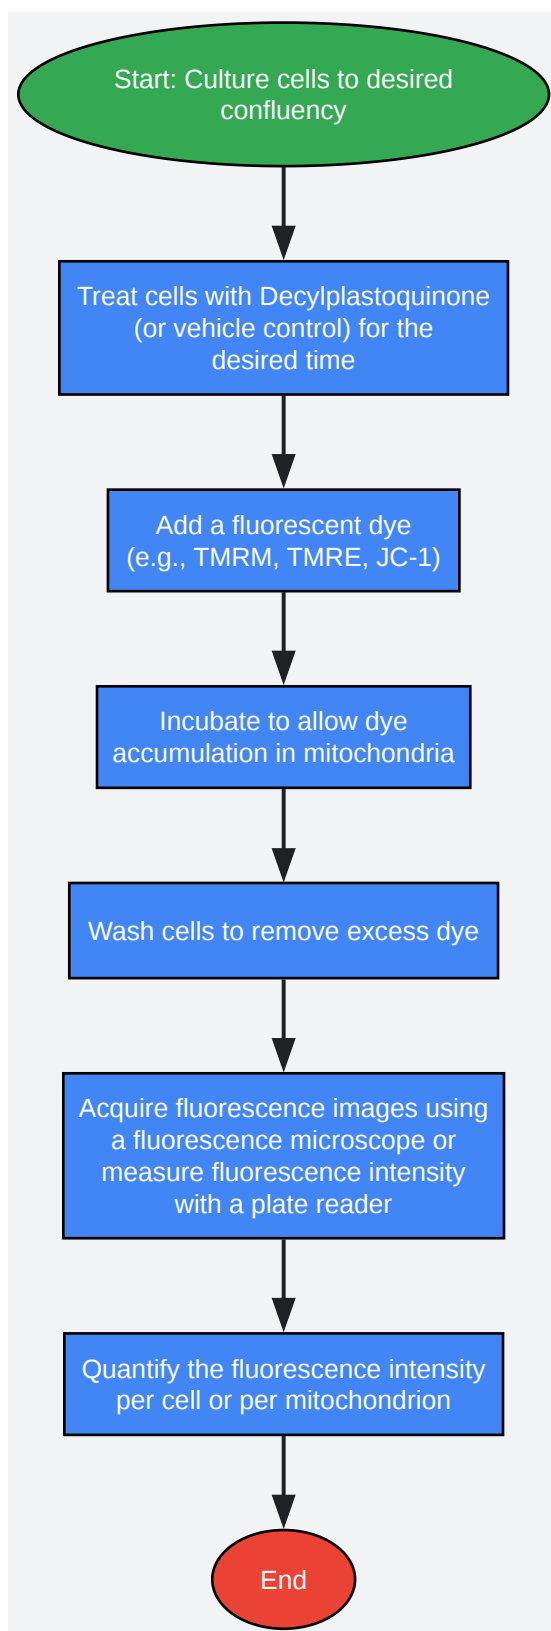 Start: Culture cells to desired
confluency
Treat cells with Decylplastoquinone
(or vehicle control) for the
desired time
Add a fluorescent dye
(e.g., TMRM, TMRE, JC-1)
Incubate to allow dye
accumulation in mitochondria
Wash cells to remove excess dye
Acquire fluorescence images using
a fluorescence microscope or
measure fluorescence intensity
with a plate reader
Quantify the fluorescence intensity
per cell or per mitochondrion
End